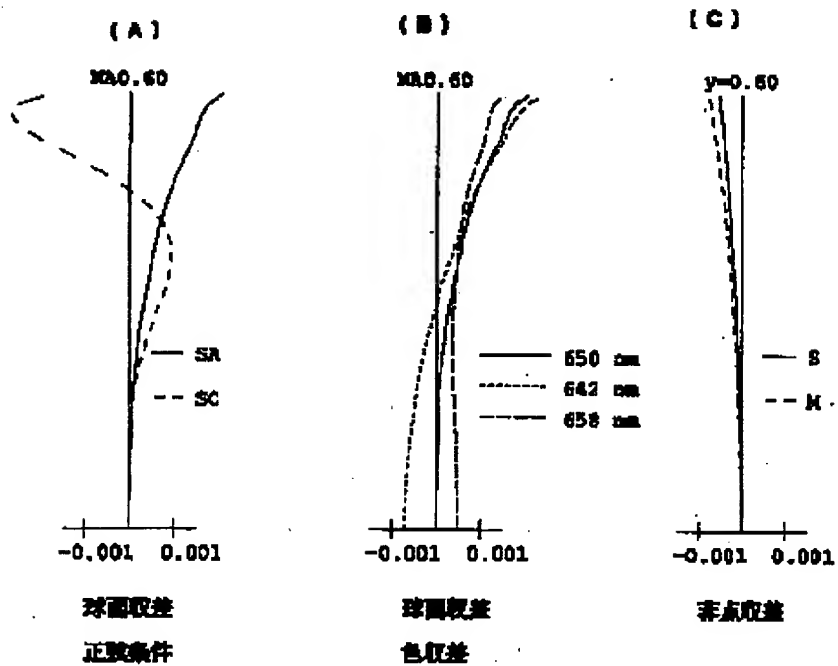 (A)
(B)
[C]
NA0.60
NA0.60
y=0.60
SA
SC
650 nm
642 nm
658 nm
S
M
-0.001 0.001
-0.001 0.001
-0.001 0.001
球面収差
正弦条件
球面収差
色収差
非点収差